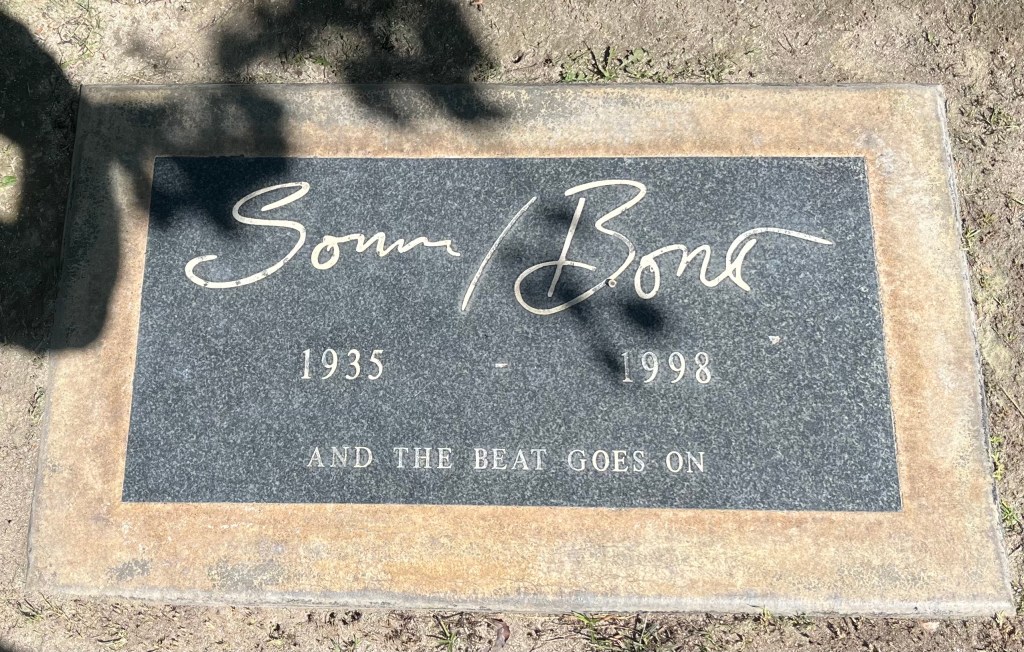 Sonny Bono
1935 - 1998
AND THE BEAT GOES ON